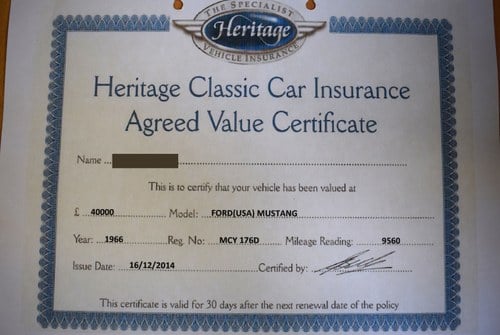 THE SPECIALIST
Heritage
VEHICLE INSURANCE
Heritage Classic Car Insurance
Agreed Value Certificate
Name
This is to certify that your vehicle has been valued at
£ 40000 Model: FORD(USA) MUSTANG
Year: 1966 Reg. No: MCY 176D Mileage Reading: 9560
Issue Date: 16/12/2014 Certified by:
This certificate is valid for 30 days after the next renewal date of the policy